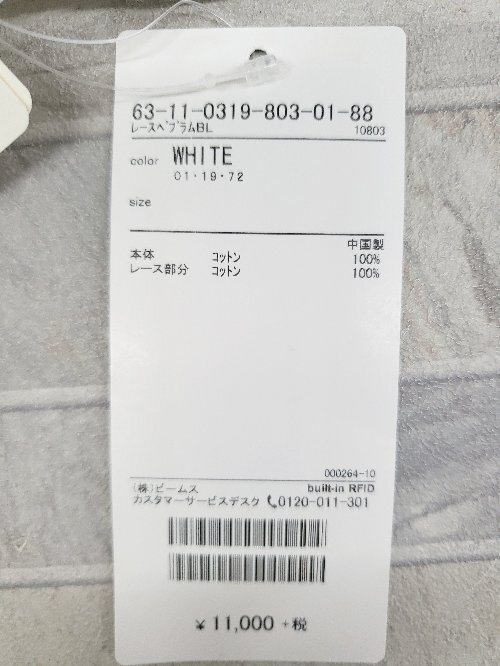 63-11-0319-803-01-88
ﾚｰｽﾍﾟﾌﾟﾗﾑBL 10803
color WHITE
01・19・72
size
中国製
本体 ｺｯﾄﾝ 100%
レース部分 ｺｯﾄﾝ 100%
000264-10
(株)ビームス built-in RFID
カスタマーサービスデスク 0120-011-301
¥ 11,000 +税